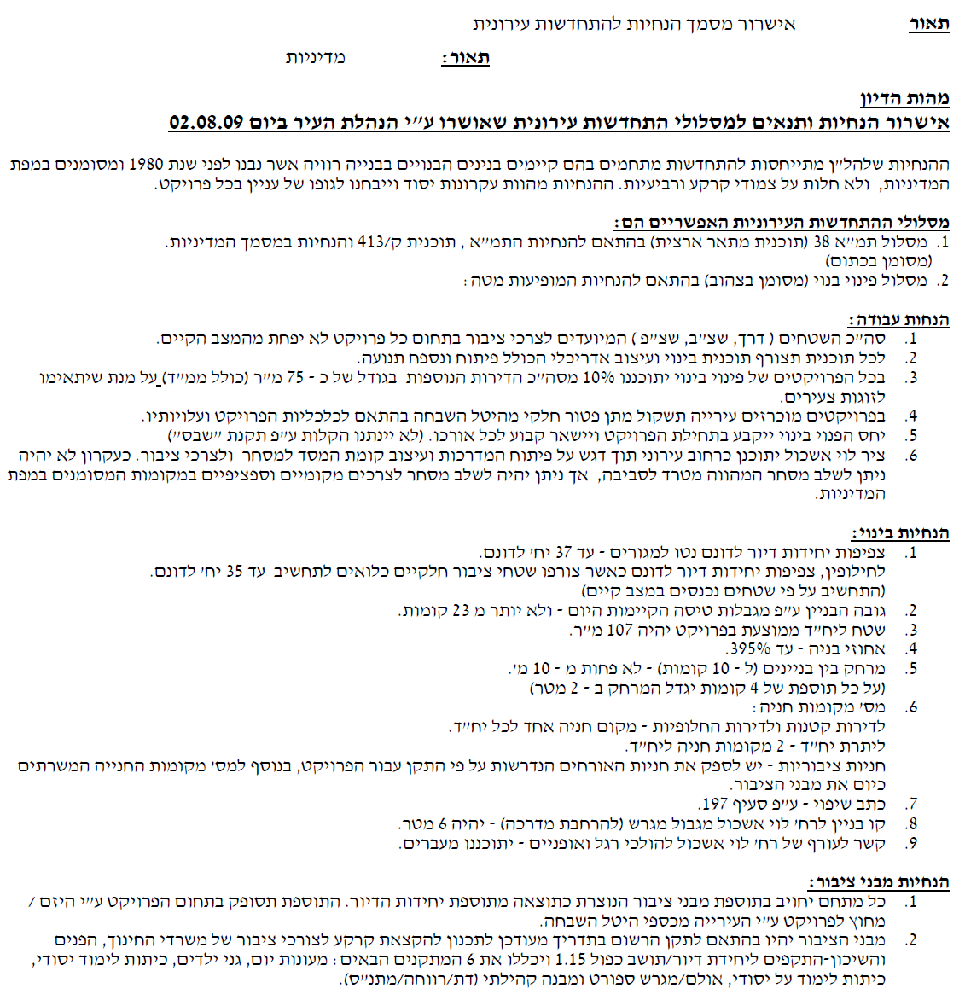 תאור אישרור מסמך הנחיות להתחדשות עירונית
תאור: מדיניות
מהות הדיון
אישרור הנחיות ותנאים למסלולי התחדשות עירונית שאושרו ע״י הנהלת העיר ביום 02.08.09
ההנחיות שלהל״ן מתייחסות להתחדשות מתחמים בהם קיימים בנינים הבנויים בבנייה רוויה אשר נבנו לפני שנת 1980 ומסומנים במפת
המדיניות, ולא חלות על צמודי קרקע ורביעיות. ההנחיות מהוות עקרונות יסוד וייבחנו לגופו של עניין בכל פרויקט.
מסלולי ההתחדשות העירוניות האפשריים הם:
1. מסלול תמ״א 38 (תוכנית מתאר ארצית) בהתאם להנחיות התמ״א , תוכנית ק/413 והנחיות במסמך המדיניות.
(מסומן בכתום)
2. מסלול פינוי בנוי (מסומן בצהוב) בהתאם להנחיות המופיעות מטה:
הנחות עבודה:
1. סה״כ השטחים ( דרך, שצ״ב, שצ״פ ) המיועדים לצרכי ציבור בתחום כל פרויקט לא יפחת מהמצב הקיים.
2. לכל תוכנית תצורף תוכנית בינוי ועיצוב אדריכלי הכולל פיתוח ונספח תנועה.
3. בכל הפרויקטים של פינוי בינוי יתוכננו 10% מסה״כ הדירות הנוספות בגודל של כ - 75 מ״ר (כולל ממ״ד) על מנת שיתאימו
לזוגות צעירים.
4. בפרויקטים מוכרזים עירייה תשקול מתן פטור חלקי מהיטל השבחה בהתאם לכלכליות הפרויקט ועלויותיו.
5. יחס הפנוי בינוי ייקבע בתחילת הפרויקט ויישאר קבוע לכל אורכו. (לא יינתנו הקלות ע״פ תקנת ״שבס״)
6. ציר לוי אשכול יתוכנן כרחוב עירוני תוך דגש על פיתוח המדרכות ועיצוב קומת המסד למסחר ולצרכי ציבור. כעקרון לא יהיה
ניתן לשלב מסחר המהווה מטרד לסביבה, אך ניתן יהיה לשלב מסחר לצרכים מקומיים וספציפיים במקומות המסומנים במפת
המדיניות.
הנחיות בינוי:
1. צפיפות יחידות דיור לדונם נטו למגורים - עד 37 יח׳ לדונם.
לחילופין, צפיפות יחידות דיור לדונם כאשר צורפו שטחי ציבור חלקיים כלואים לתחשיב עד 35 יח׳ לדונם.
(התחשיב על פי שטחים נכנסים במצב קיים)
2. גובה הבניין ע״פ מגבלות טיסה הקיימות היום - ולא יותר מ 23 קומות.
3. שטח ליח״ד ממוצעת בפרויקט יהיה 107 מ״ר.
4. אחוזי בניה - עד 395%.
5. מרחק בין בניינים (ל - 10 קומות) - לא פחות מ - 10 מ׳.
(על כל תוספת של 4 קומות יגדל המרחק ב - 2 מטר)
6. מס׳ מקומות חניה:
לדירות קטנות ולדירות החלופיות - מקום חניה אחד לכל יח״ד.
ליתרת יח״ד - 2 מקומות חניה ליח״ד.
חניות ציבוריות - יש לספק את חניות האורחים הנדרשות על פי התקן עבור הפרויקט, בנוסף למס׳ מקומות החנייה המשרתים
כיום את מבני הציבור.
7. כתב שיפוי - ע״פ סעיף 197.
8. קו בניין לרח׳ לוי אשכול מגבול מגרש (להרחבת מדרכה) - יהיה 6 מטר.
9. קשר לעורף של רח׳ לוי אשכול להולכי רגל ואופניים - יתוכננו מעברים.
הנחיות מבני ציבור:
1. כל מתחם יחויב בתוספת מבני ציבור הנוצרת כתוצאה מתוספת יחידות הדיור. התוספת תסופק בתחום הפרויקט ע״י היזם /
מחוץ לפרויקט ע״י העירייה מכספי היטל השבחה.
2. מבני הציבור יהיו בהתאם לתקן הרשום בתדריך מעודכן לתכנון להקצאת קרקע לצורכי ציבור של משרדי החינוך, הפנים
והשיכון-התקפים ליחידת דיור/תושב כפול 1.15 ויכללו את 6 המתקנים הבאים: מעונות יום, גני ילדים, כיתות לימוד יסודי,
כיתות לימוד על יסודי, אולם/מגרש ספורט ומבנה קהילתי (דת/רווחה/מתנ״ס).